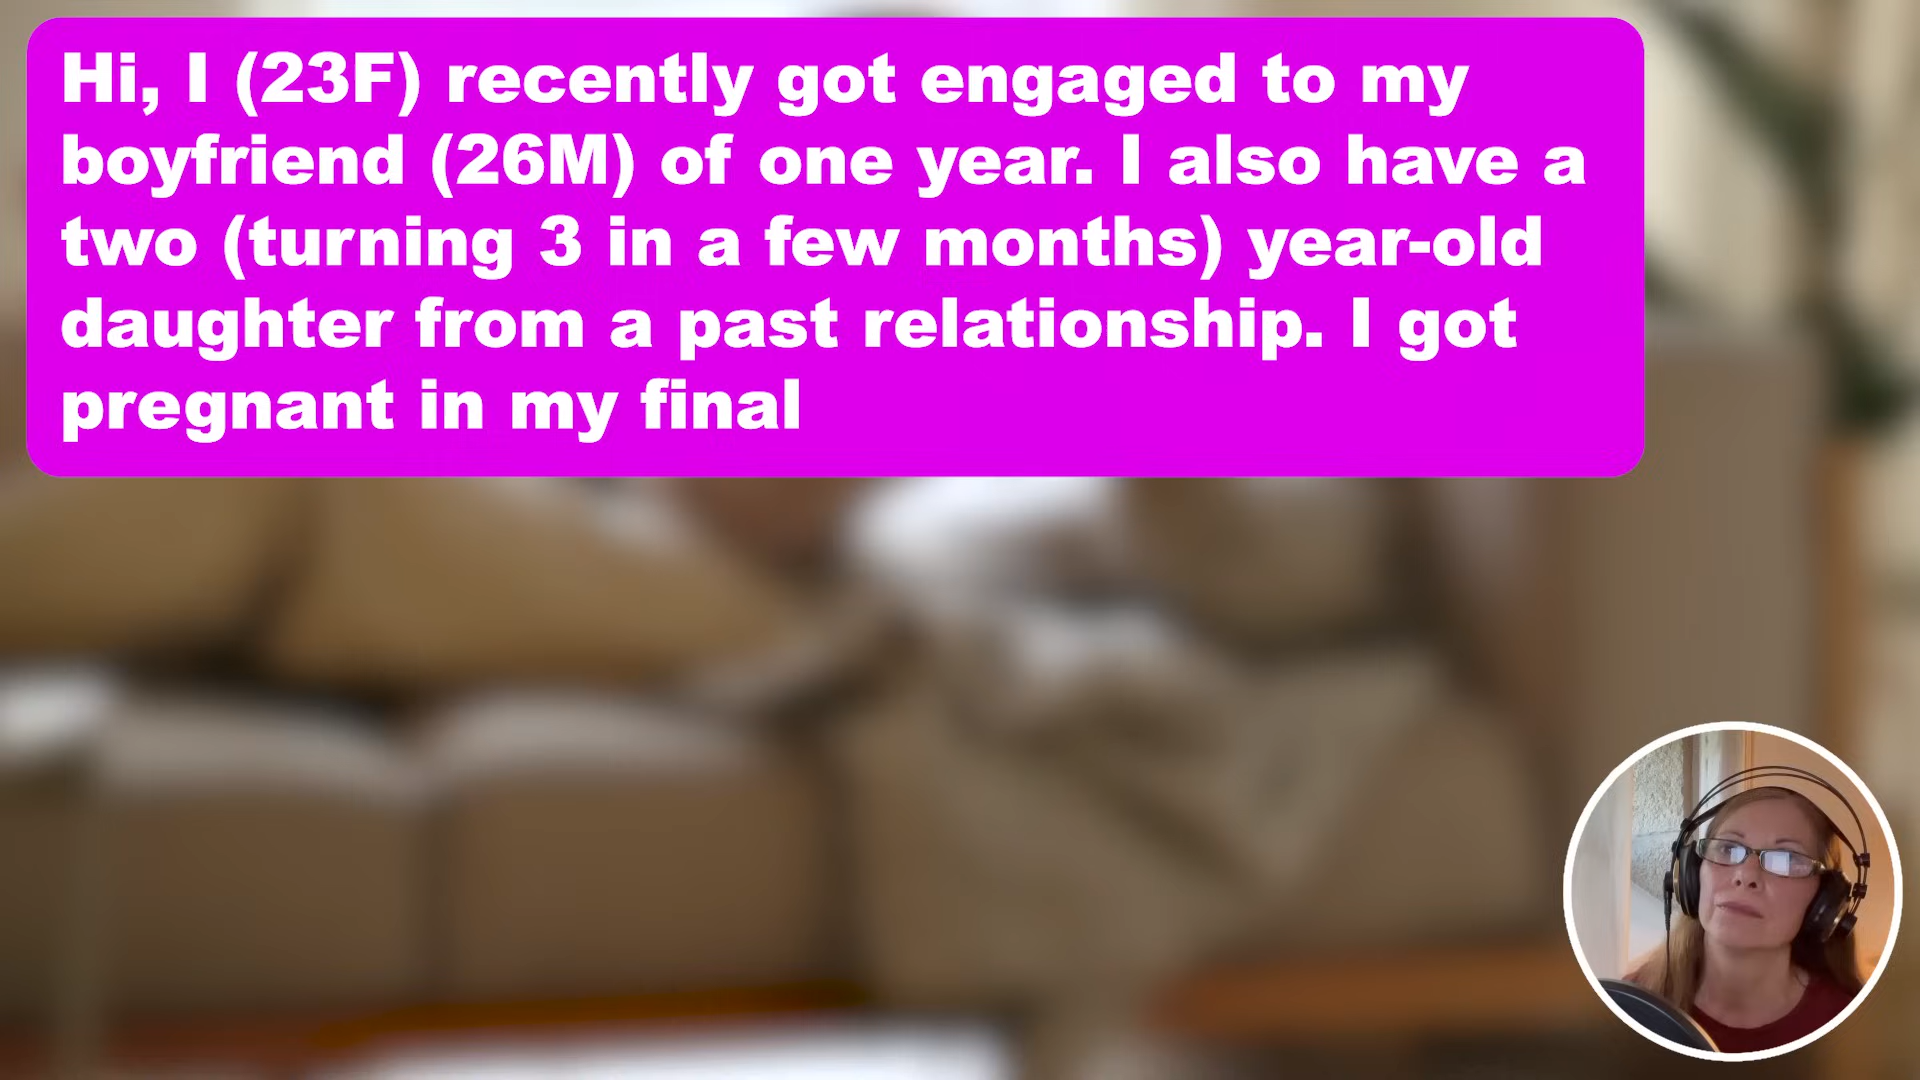 Hi, I (23F) recently got engaged to my
boyfriend (26M) of one year. I also have a
two (turning 3 in a few months) year-old
daughter from a past relationship. I got
pregnant in my final